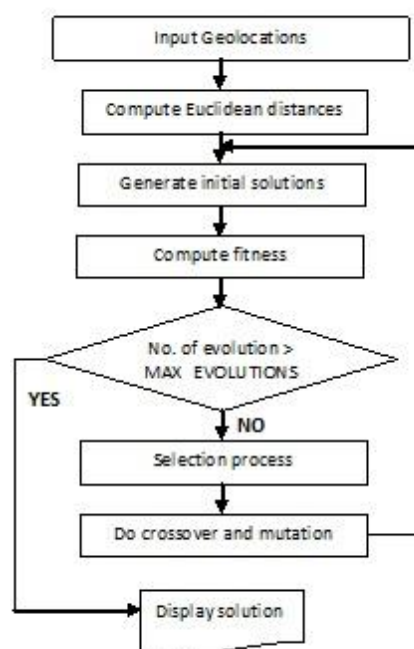 Input Geolocations
Compute Euclidean distances
Generate initial solutions
Compute fitness
No. of evolution >
MAX EVOLUTIONS
YES
NO
Selection process
Do crossover and mutation
Display solution